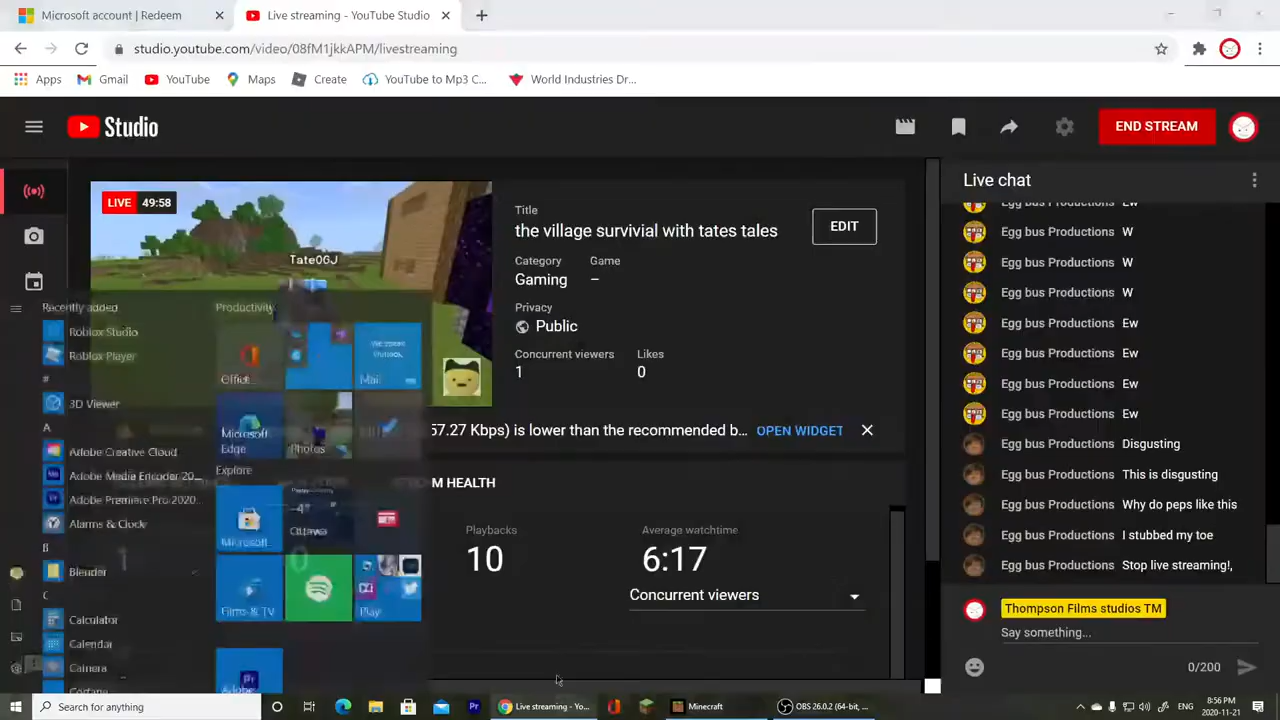 Microsoft account | Redeem
Live streaming - YouTube Studio
studio.youtube.com/video/08fM1jkkAPM/livestreaming
Apps
Gmail
YouTube
Maps
Create
YouTube to Mp3 C...
World Industries Dr...
Studio
END STREAM
LIVE 49:58
TateOGJ
Title
the village survivial with tates tales
EDIT
Category
Game
Gaming
–
Privacy
Public
Concurrent viewers
Likes
1
0
57.27 Kbps) is lower than the recommended b...
OPEN WIDGET
M HEALTH
Playbacks
10
Average watchtime
6:17
Concurrent viewers
Recently added
Roblox Studio
Roblox Player
#
3D Viewer
A
Adobe Creative Cloud
Adobe Media Encoder 20...
Adobe Premiere Pro 2020...
Alarms & Clock
B
Blender
C
Calculator
Calendar
Camera
Productivity
Office
Mail
Microsoft Edge
Photos
Explore
Microsoft
Ottawa
Play
Live chat
Egg bus Productions Ew
Egg bus Productions W
Egg bus Productions W
Egg bus Productions W
Egg bus Productions Ew
Egg bus Productions Ew
Egg bus Productions Ew
Egg bus Productions Ew
Egg bus Productions Disgusting
Egg bus Productions This is disgusting
Egg bus Productions Why do peps like this
Egg bus Productions I stubbed my toe
Egg bus Productions Stop live streaming!,
Thompson Films studios TM
Say something...
0/200
Search for anything
Live streaming - Yo...
Minecraft
OBS 26.0.2 (64-bit, ...
8:56 PM
2020-11-21